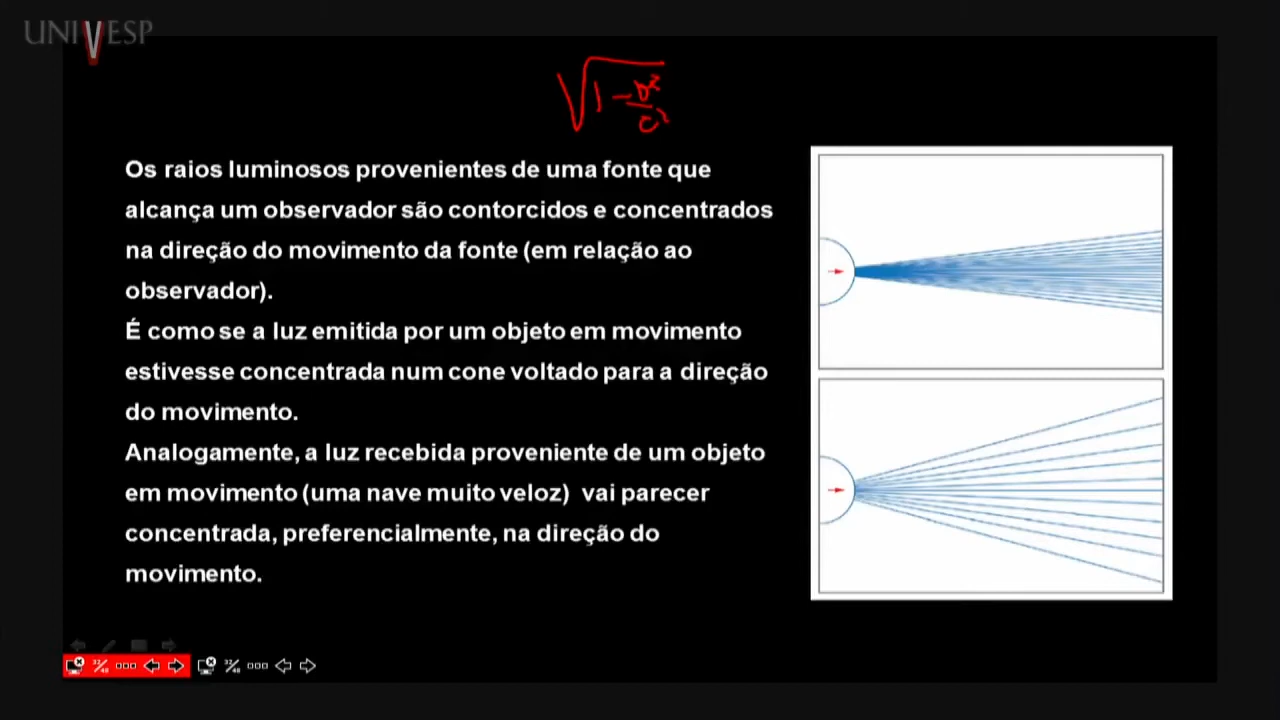 UNIVESP
√1-v²/c²
Os raios luminosos provenientes de uma fonte que
alcança um observador são contorcidos e concentrados
na direção do movimento da fonte (em relação ao
observador).
É como se a luz emitida por um objeto em movimento
estivesse concentrada num cone voltado para a direção
do movimento.
Analogamente, a luz recebida proveniente de um objeto
em movimento (uma nave muito veloz) vai parecer
concentrada, preferencialmente, na direção do
movimento.